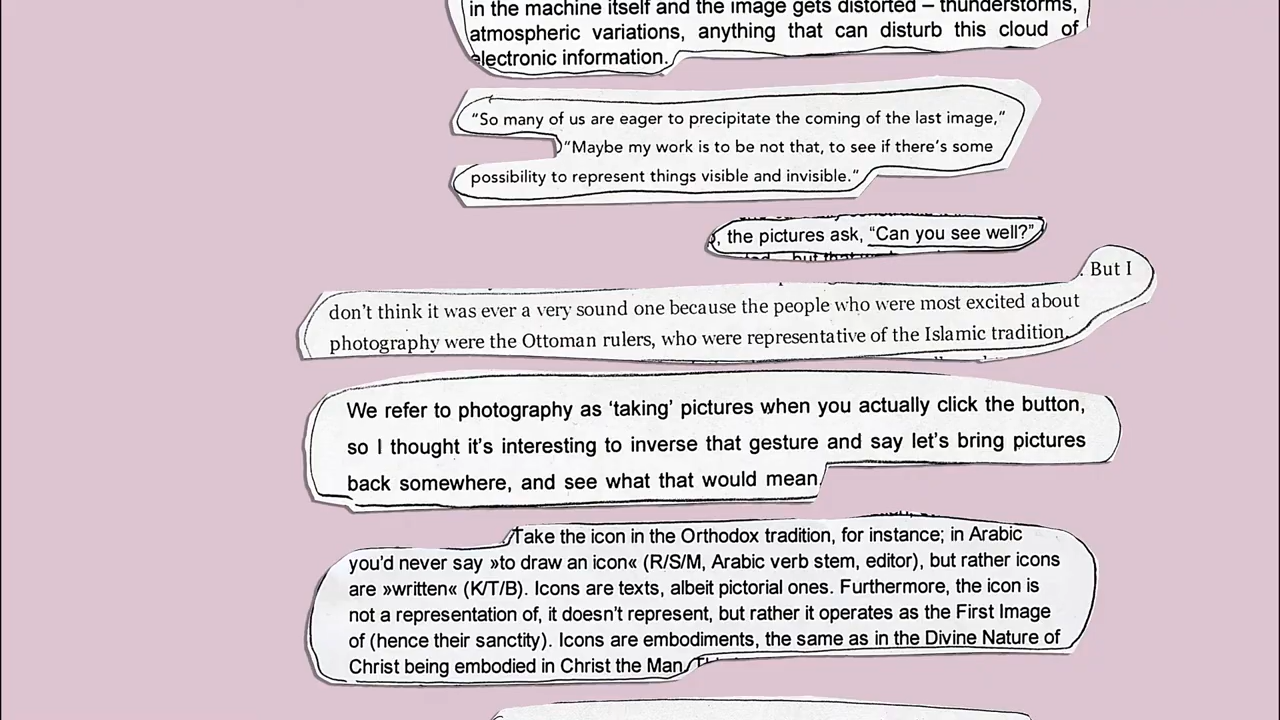 in the machine itself and the image gets distorted – thunderstorms,
atmospheric variations, anything that can disturb this cloud of
electronic information.
“So many of us are eager to precipitate the coming of the last image,”
“Maybe my work is to be not that, to see if there’s some
possibility to represent things visible and invisible.”
, the pictures ask, “Can you see well?”
. But I
don’t think it was ever a very sound one because the people who were most excited about
photography were the Ottoman rulers, who were representative of the Islamic tradition.
We refer to photography as ‘taking’ pictures when you actually click the button,
so I thought it’s interesting to inverse that gesture and say let’s bring pictures
back somewhere, and see what that would mean.
Take the icon in the Orthodox tradition, for instance; in Arabic
you’d never say »to draw an icon« (R/S/M, Arabic verb stem, editor), but rather icons
are »written« (K/T/B). Icons are texts, albeit pictorial ones. Furthermore, the icon is
not a representation of, it doesn’t represent, but rather it operates as the First Image
of (hence their sanctity). Icons are embodiments, the same as in the Divine Nature of
Christ being embodied in Christ the Man.